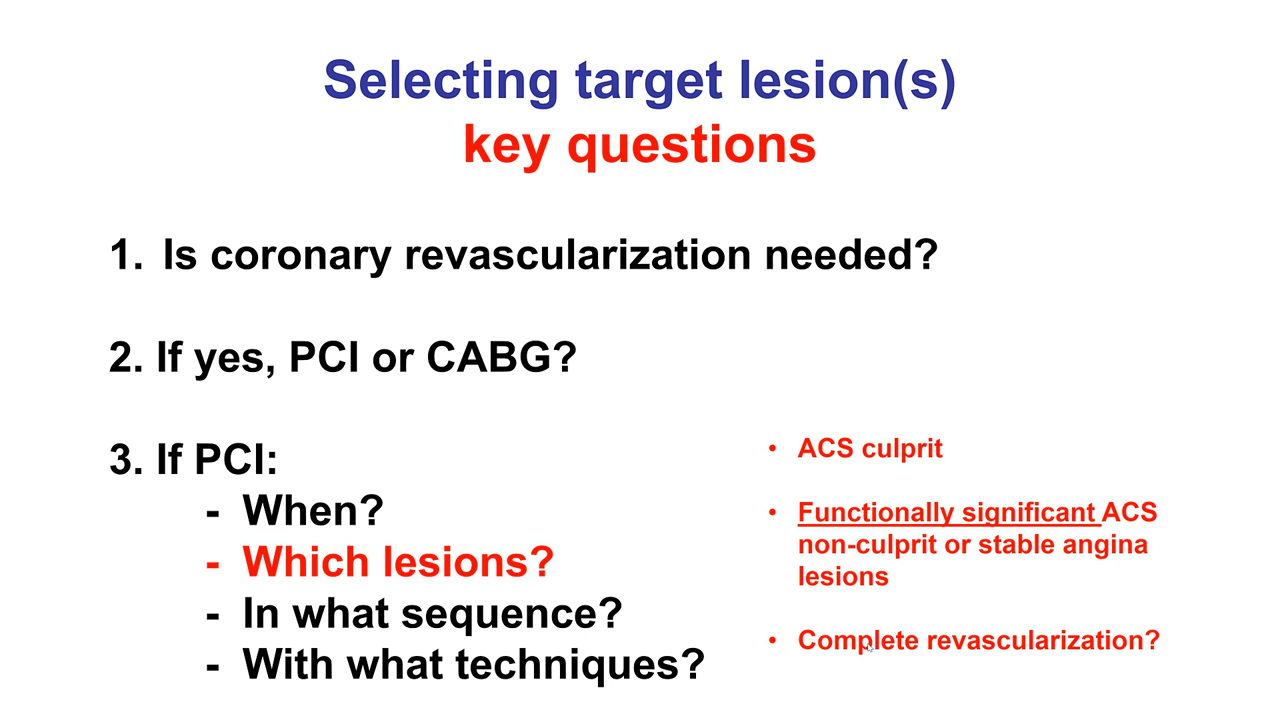 Selecting target lesion(s)
key questions
1. Is coronary revascularization needed?
2. If yes, PCI or CABG?
3. If PCI:
- When?
- Which lesions?
- In what sequence?
- With what techniques?
• ACS culprit
• Functionally significant ACS
non-culprit or stable angina
lesions
• Complete revascularization?